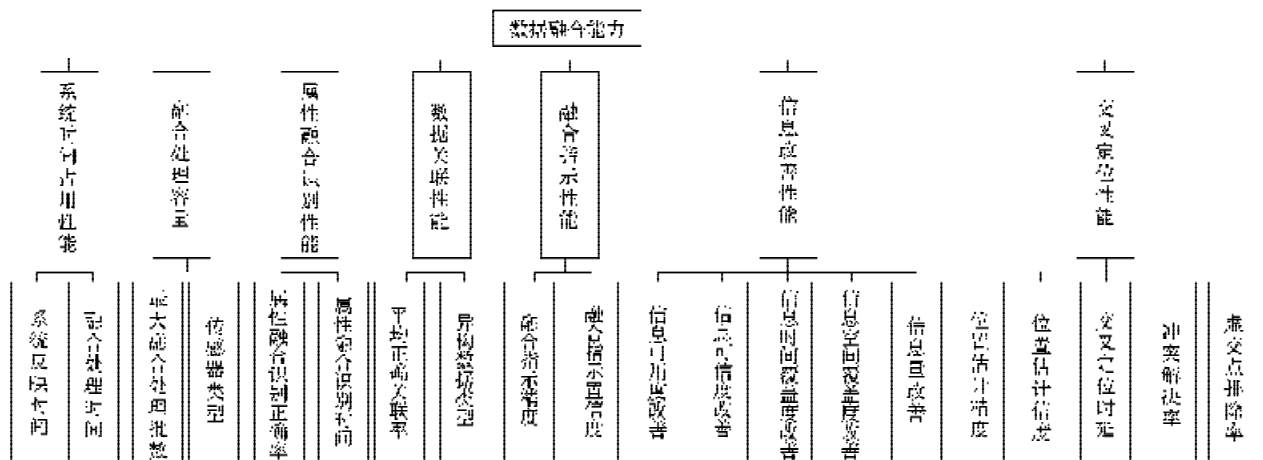 数据融合能力
系统时间占用性能
融合处理容量
属性融合识别性能
数据关联性能
融合指示性能
信息改善性能
交叉定位性能
系统反映时间
融合处理时间
最大融合处理批数
传感器类型
属性融合识别正确率
属性融合识别时间
平均正确关联率
异构数据类型
融合指示精度
融合指示置信度
信息可用度改善
信息可信度改善
信息时间覆盖度改善
信息空间覆盖度改善
信息量改善
位置估计精度
位置估计信度
交叉定位时延
冲突解决率
虚交点排除率